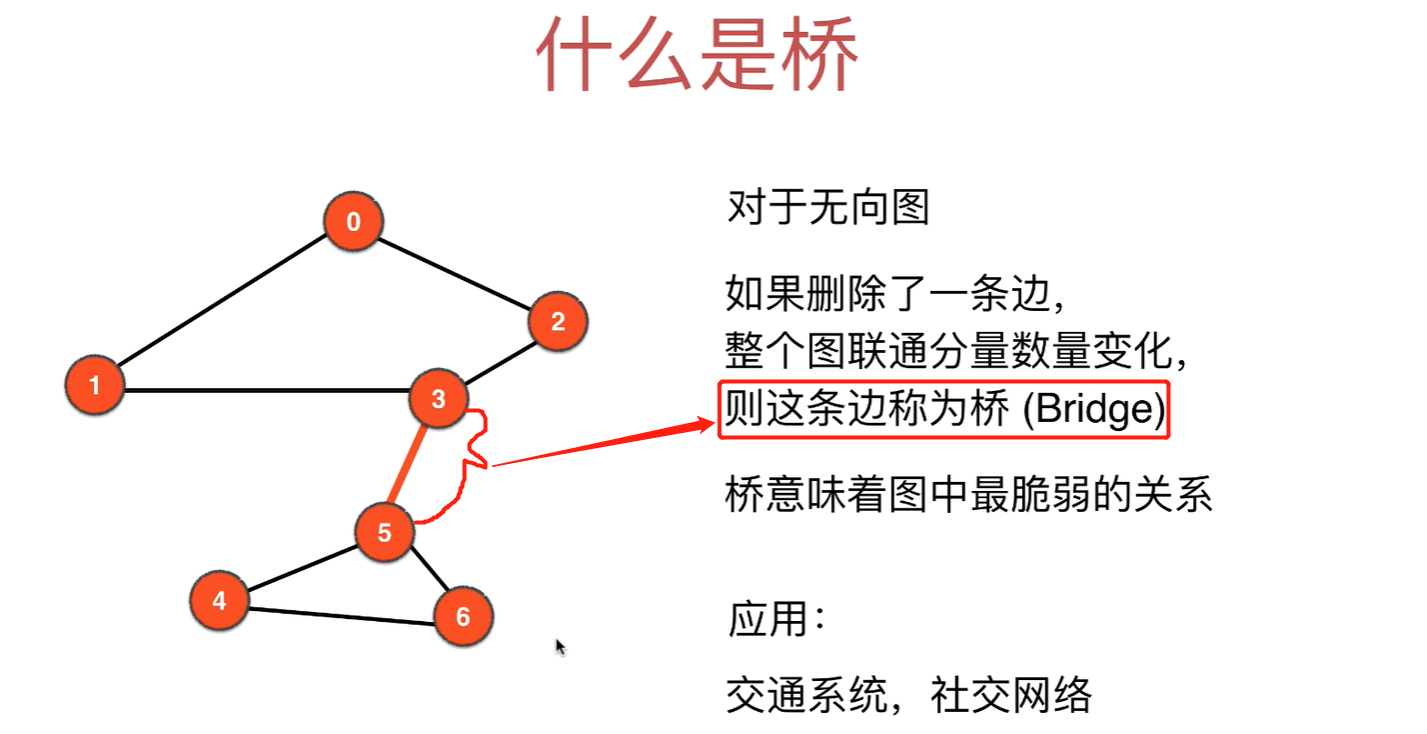 什么是桥
0
2
1
3
5
4
6
对于无向图
如果删除了一条边，
整个图联通分量数量变化，
则这条边称为桥 (Bridge)
桥意味着图中最脆弱的关系
应用：
交通系统，社交网络